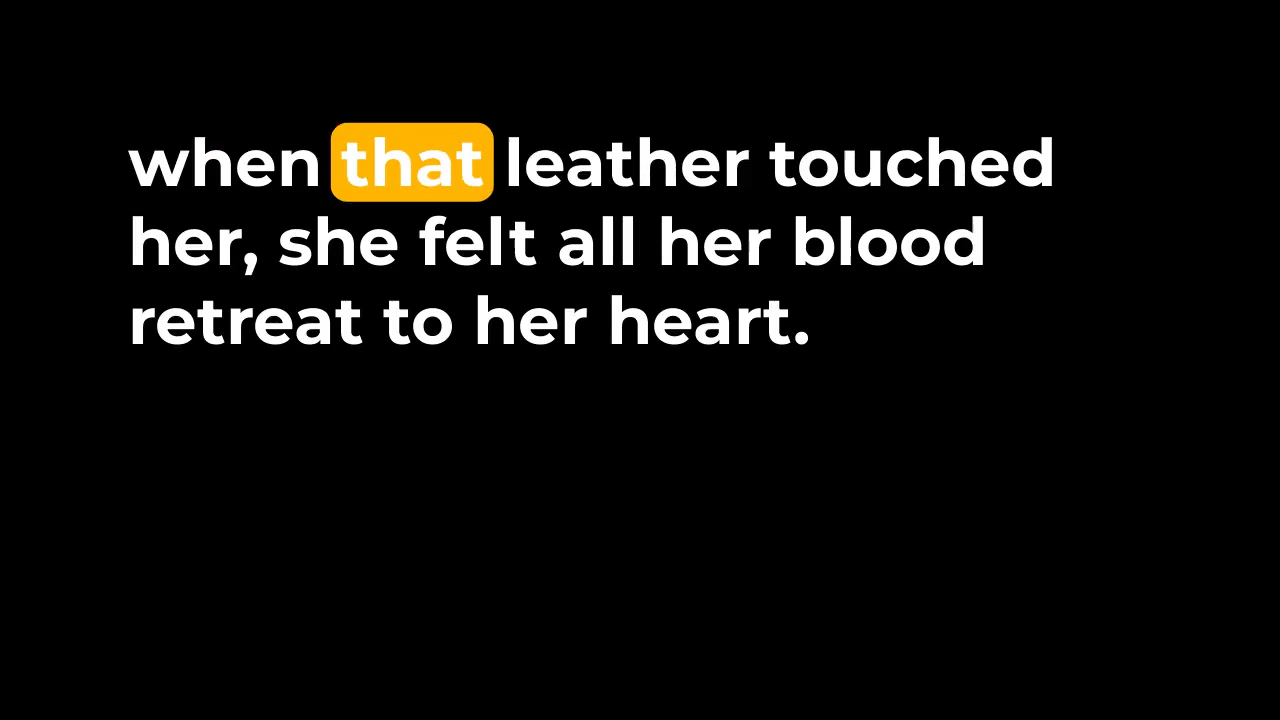 when that leather touched
her, she felt all her blood
retreat to her heart.